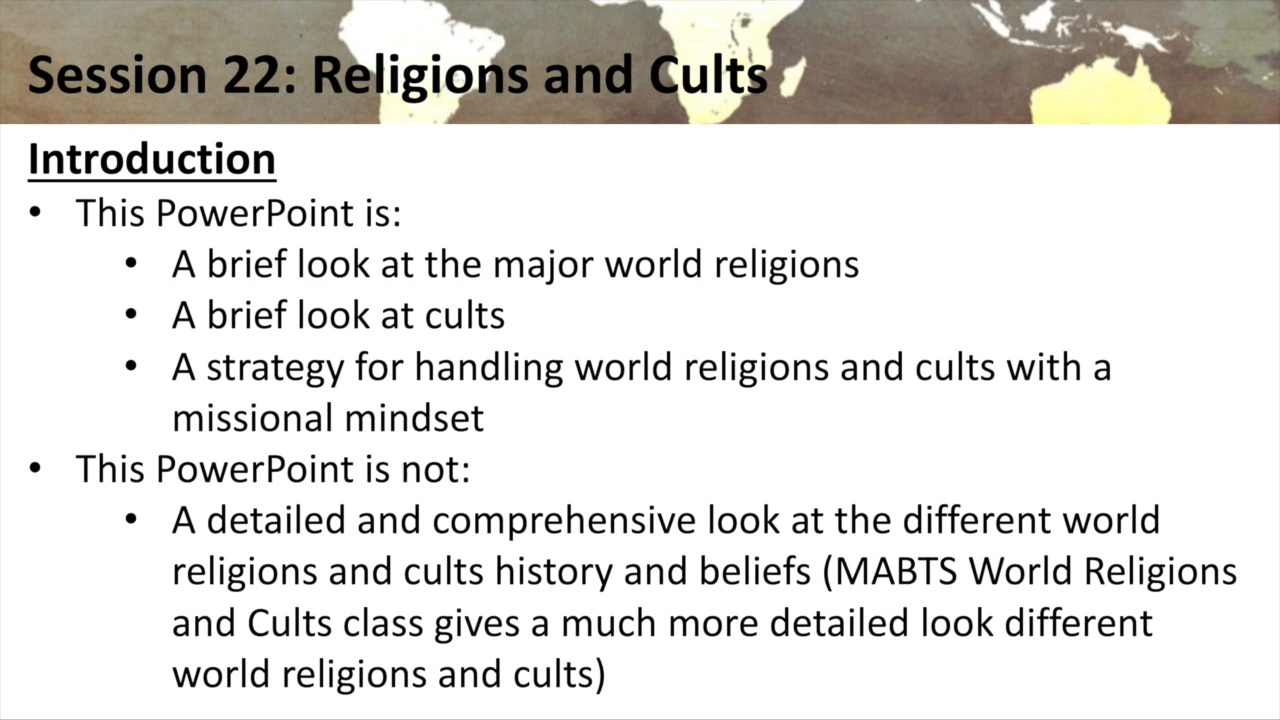 Session 22: Religions and Cults
Introduction
• This PowerPoint is:
• A brief look at the major world religions
• A brief look at cults
• A strategy for handling world religions and cults with a
missional mindset
• This PowerPoint is not:
• A detailed and comprehensive look at the different world
religions and cults history and beliefs (MABTS World Religions
and Cults class gives a much more detailed look different
world religions and cults)